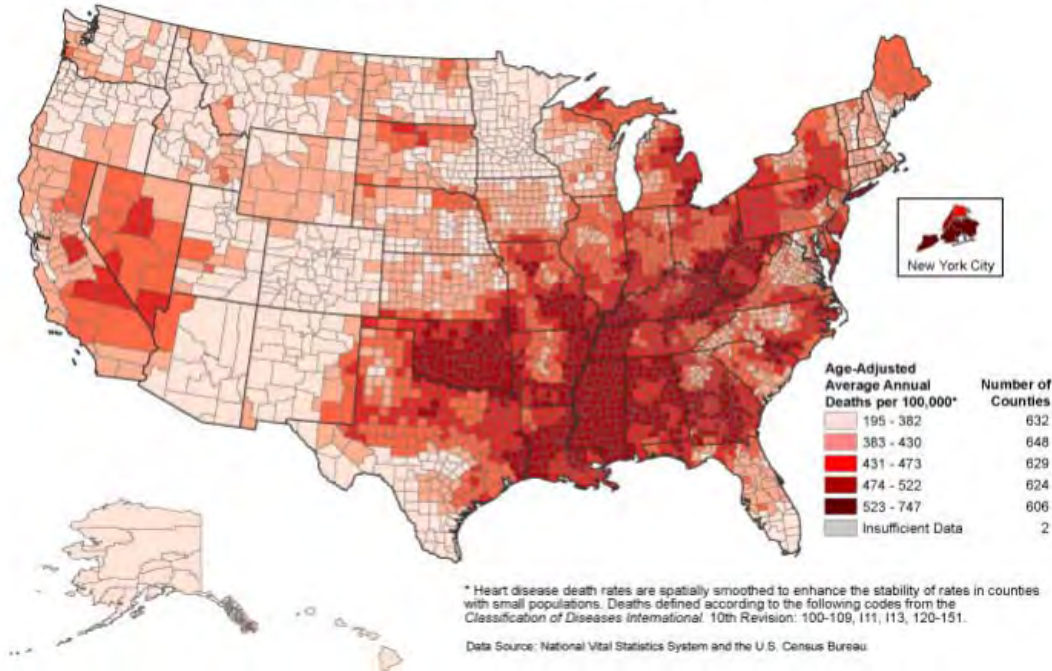 New York City
Age-Adjusted
Average Annual
Deaths per 100,000*
Number of
Counties
195 - 382 632
383 - 430 648
431 - 473 629
474 - 522 624
523 - 747 606
Insufficient Data 2
* Heart disease death rates are spatially smoothed to enhance the stability of rates in counties
with small populations. Deaths defined according to the following codes from the
Classification of Diseases International. 10th Revision: 100-109, I11, I13, 120-151.
Data Source: National Vital Statistics System and the U.S. Census Bureau